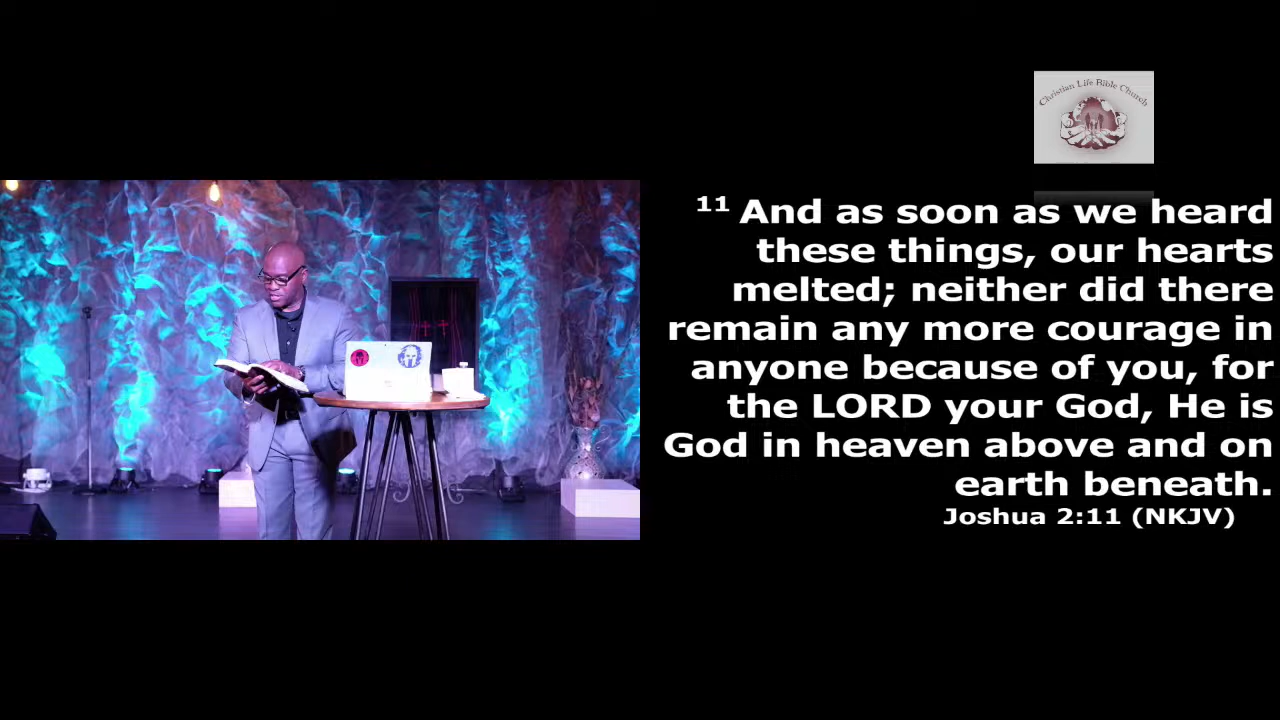 Christian Life Bible Church
11 And as soon as we heard
these things, our hearts
melted; neither did there
remain any more courage in
anyone because of you, for
the LORD your God, He is
God in heaven above and on
earth beneath.
Joshua 2:11 (NKJV)